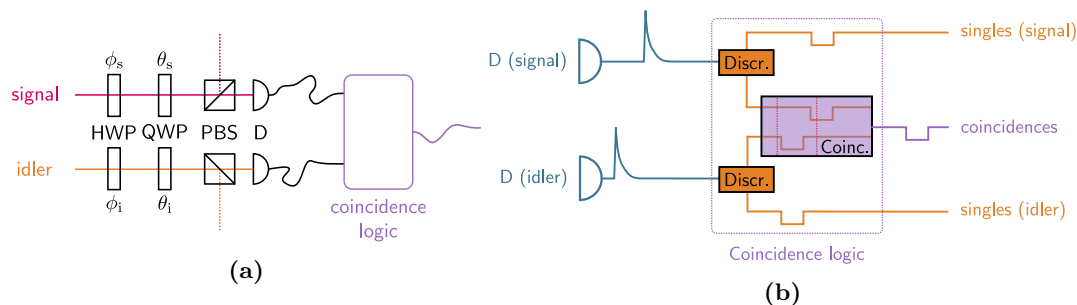 ϕs θs
signal
HWP QWP PBS D
idler
ϕi θi
coincidence
logic
(a)
D (signal)
D (idler)
Discr.
Discr.
Coinc.
singles (signal)
coincidences
singles (idler)
Coincidence logic
(b)